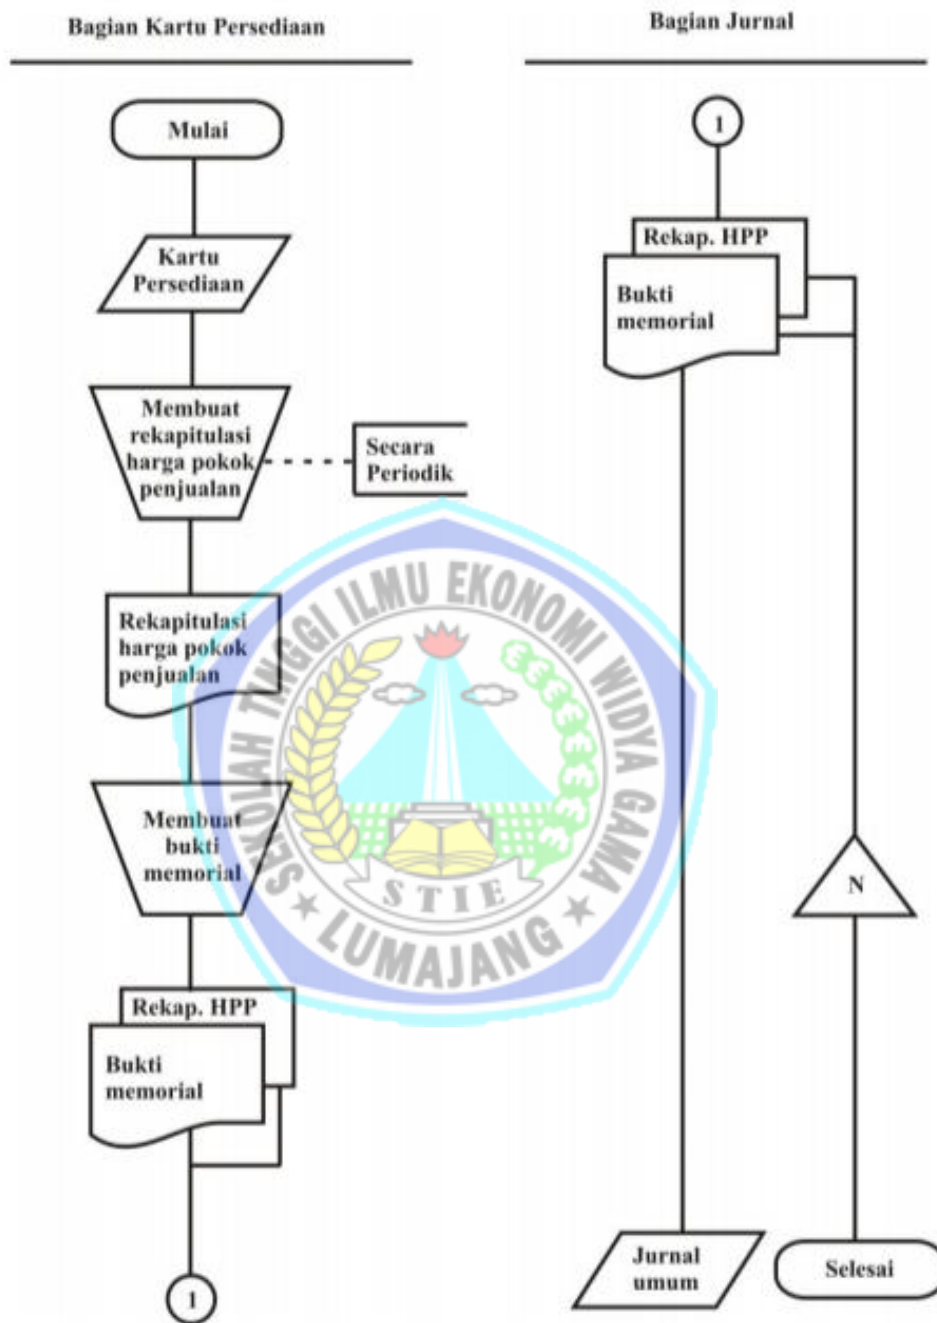 Bagian Kartu Persediaan
Mulai
Kartu
Persediaan
Membuat
rekapitulasi
harga pokok
penjualan
Secara
Periodik
Rekapitulasi
harga pokok
penjualan
Membuat
bukti
memorial
Rekap. HPP
Bukti
memorial
1
Bagian Jurnal
1
Rekap. HPP
Bukti
memorial
N
Jurnal
umum
Selesai
SEKOLAH TINGGI ILMU EKONOMI WIDYA GAMA
STIE
LUMAJANG